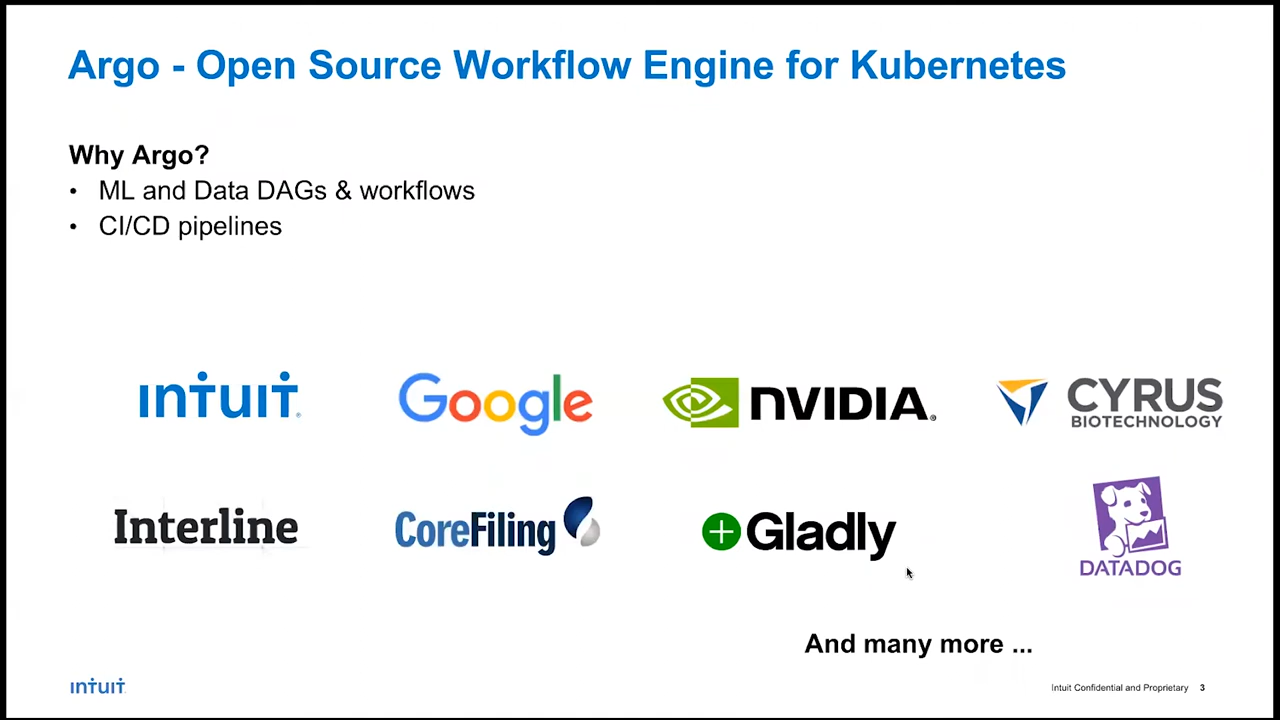 Argo - Open Source Workflow Engine for Kubernetes
Why Argo?
• ML and Data DAGs & workflows
• CI/CD pipelines
INTUIT®
Google
NVIDIA®
CYRUS
BIOTECHNOLOGY
Interline
CoreFiling
Gladly
DATADOG
And many more ...
INTUIT
Intuit Confidential and Proprietary 3